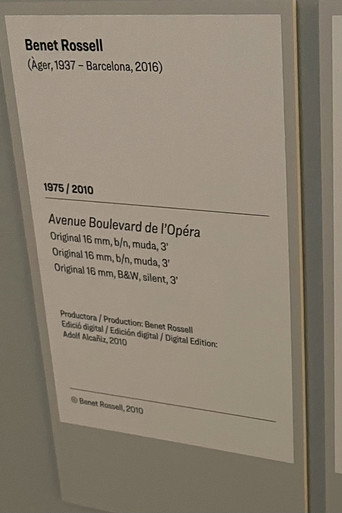 Benet Rossell
(Àger, 1937 – Barcelona, 2016)
1975 / 2010
Avenue Boulevard de l'Opéra
Original 16 mm, b/n, muda, 3'
Original 16 mm, b/n, muda, 3'
Original 16 mm, B&W, silent, 3'
Productora / Production: Benet Rossell
Edició digital / Edición digital / Digital Edition:
Adolf Alcañiz, 2010
© Benet Rossell, 2010